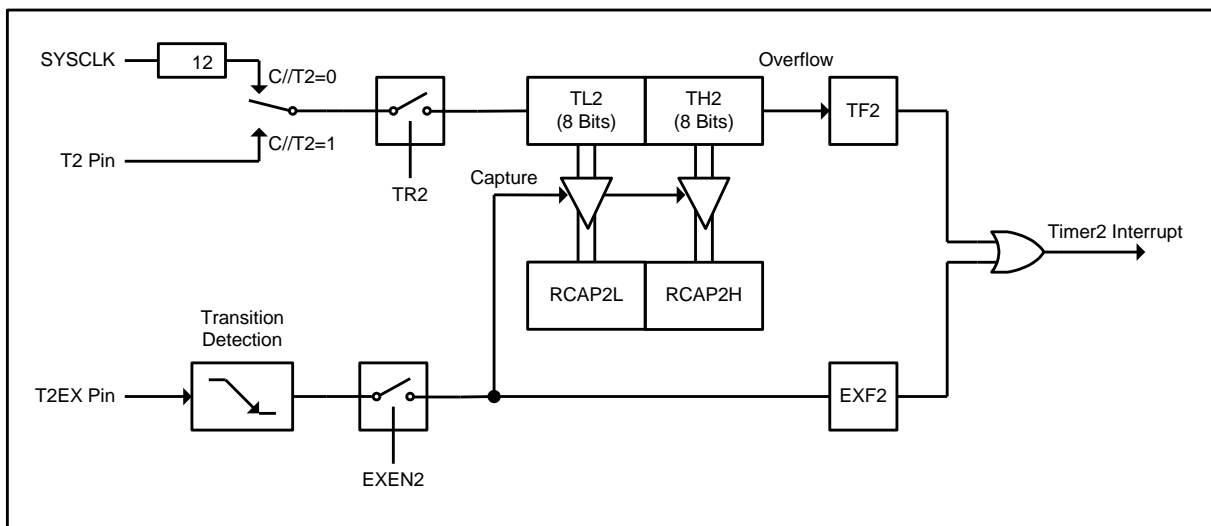 SYSCLK
12
C//T2=0
C//T2=1
T2 Pin
TR2
TL2
(8 Bits)
TH2
(8 Bits)
Overflow
TF2
Capture
RCAP2L
RCAP2H
Timer2 Interrupt
Transition
Detection
T2EX Pin
EXEN2
EXF2